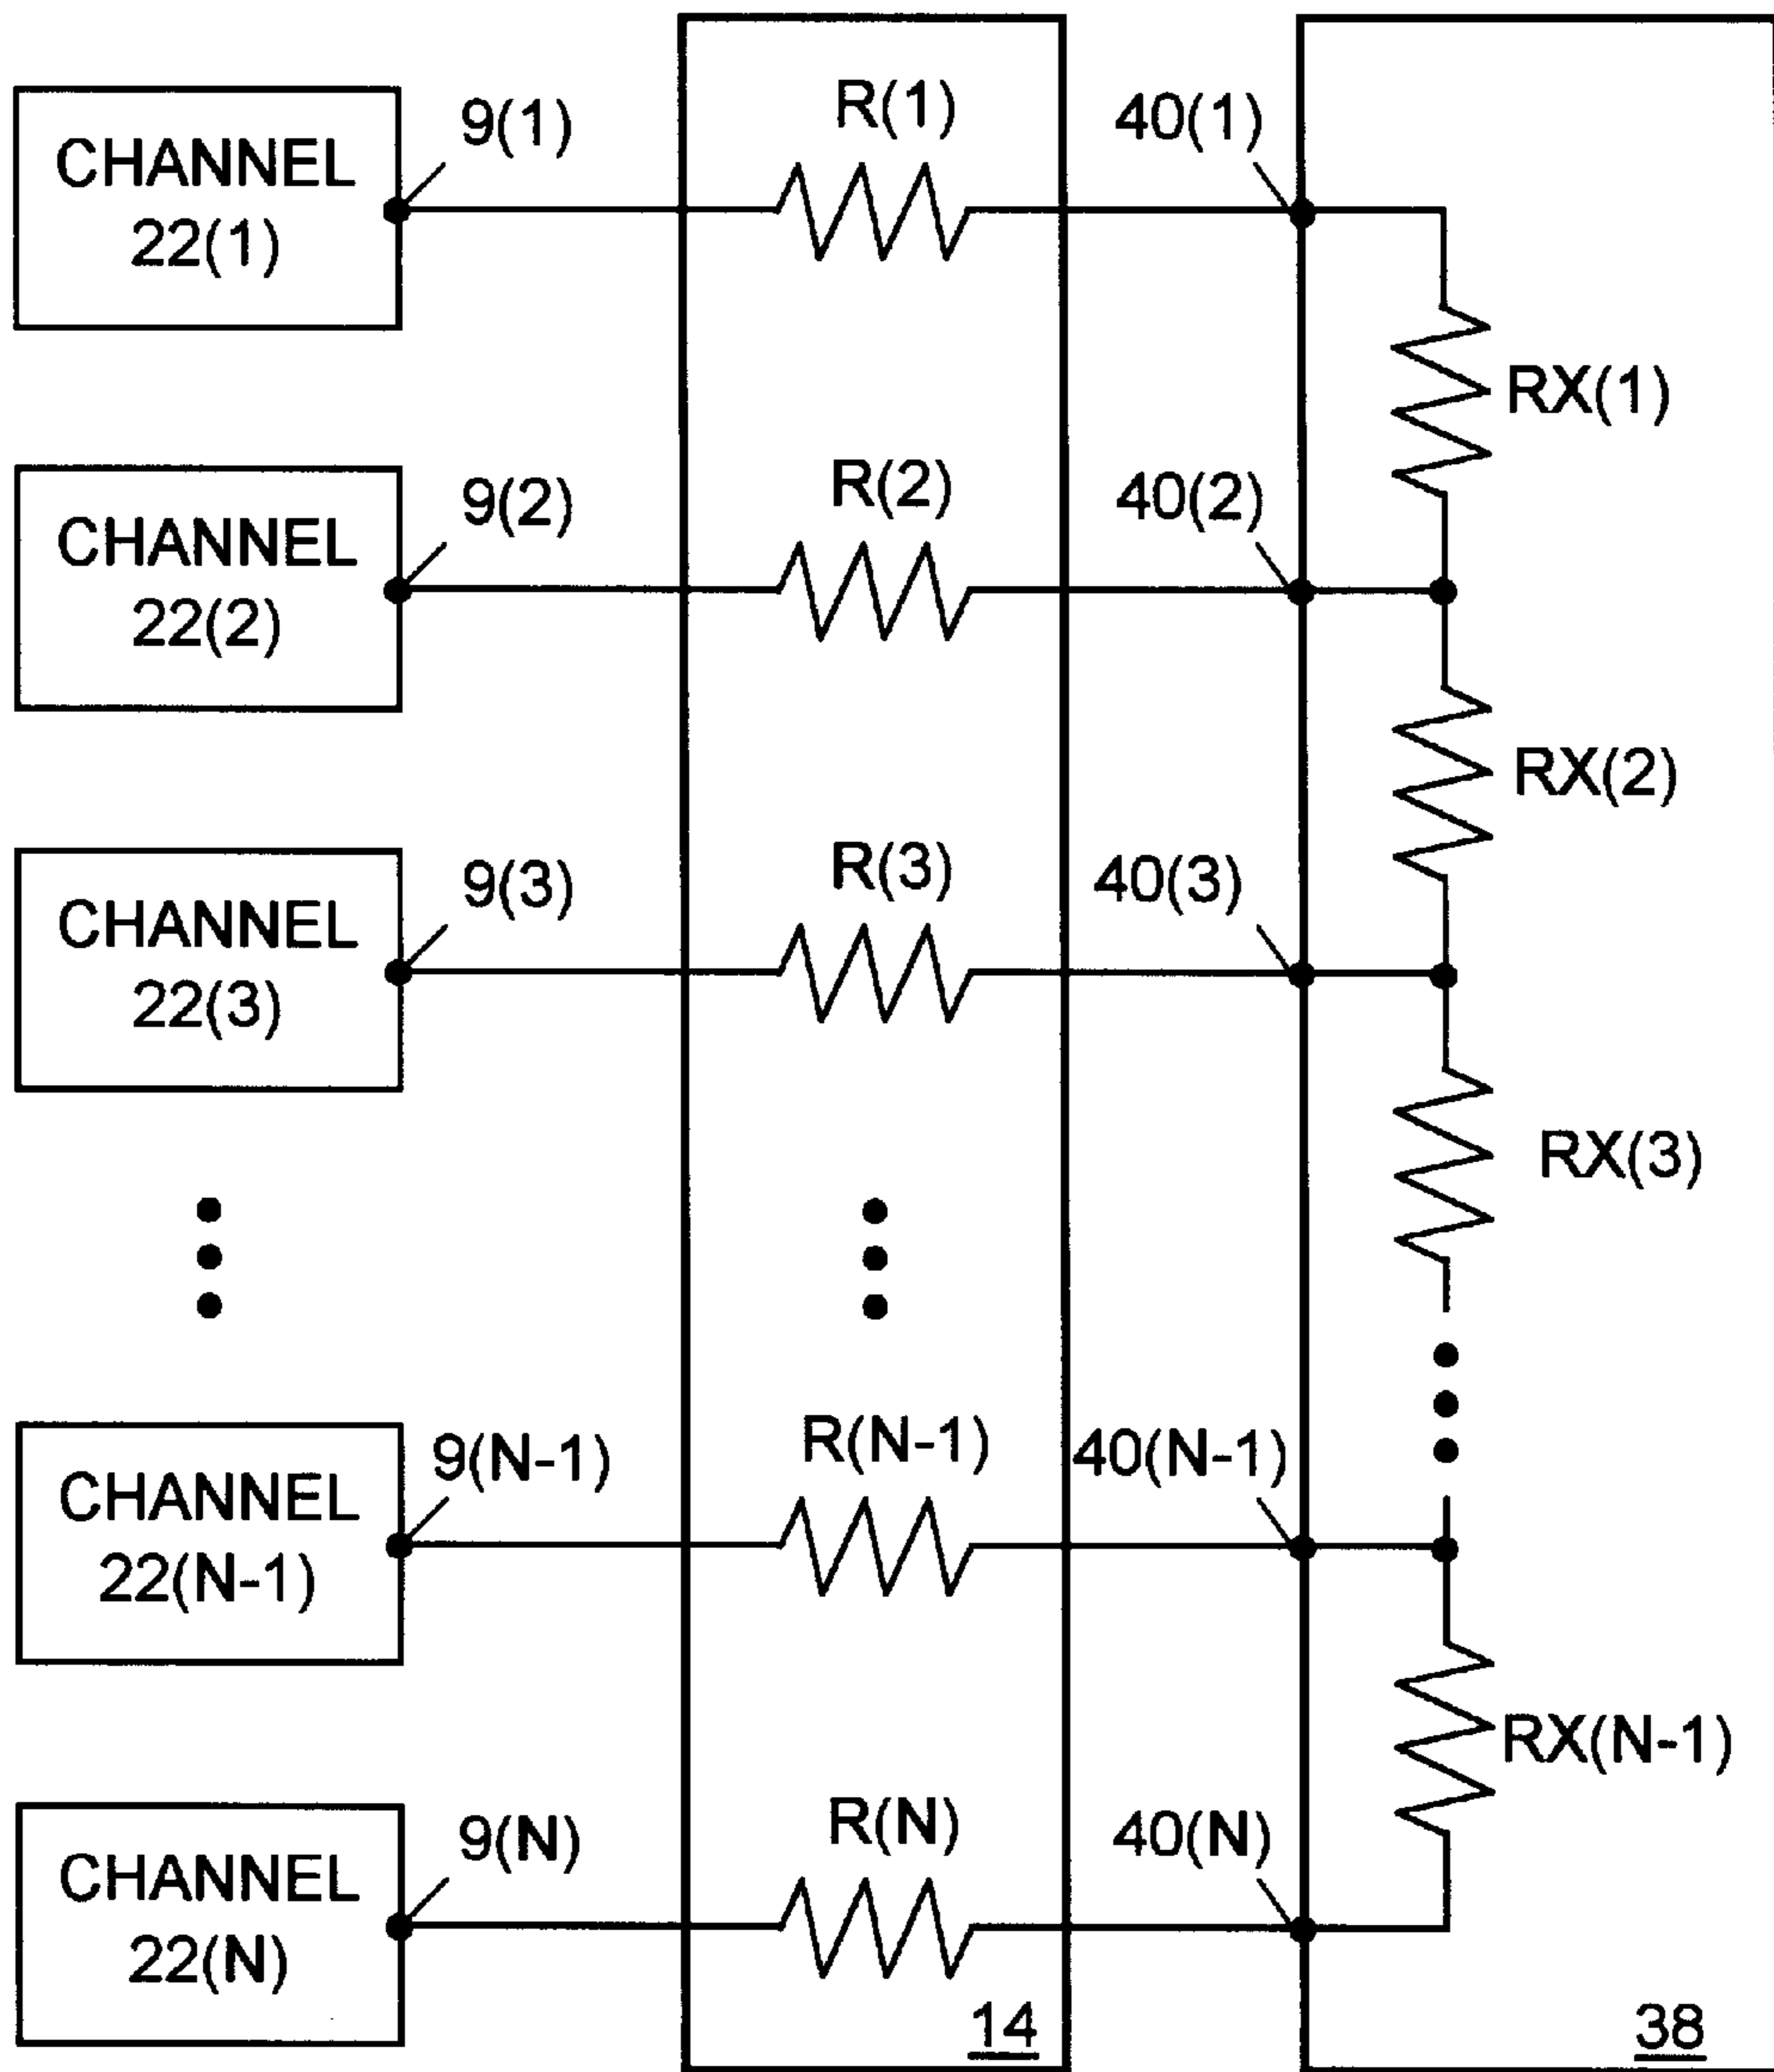 CHANNEL
22(1)
9(1)
R(1)
40(1)
RX(1)
CHANNEL
22(2)
9(2)
R(2)
40(2)
RX(2)
CHANNEL
22(3)
9(3)
R(3)
40(3)
RX(3)
CHANNEL
22(N-1)
9(N-1)
R(N-1)
40(N-1)
RX(N-1)
CHANNEL
22(N)
9(N)
R(N)
40(N)
14
38